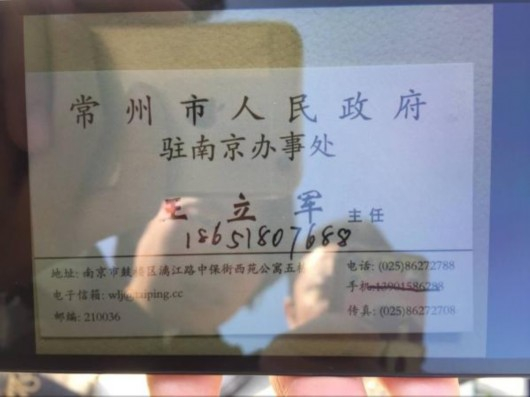 常州市人民政府
驻南京办事处
王立军 主任
18651807688
地址: 南京市鼓楼区漓江路中保街西苑公寓五 电话: (025)86272788
电子信箱: wlj@taiping.cc 手机:13901586288
邮编: 210036 传真: (025)86272708